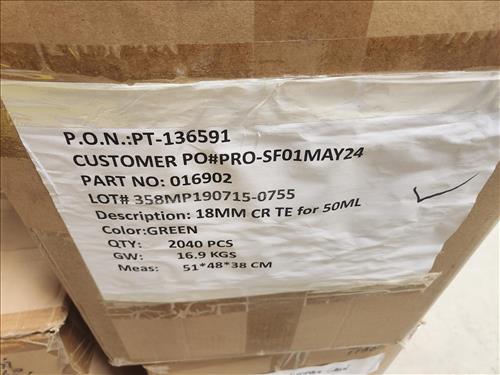 P.O.N.:PT-136591
CUSTOMER PO#PRO-SF01MAY24
PART NO: 016902
LOT# 358MP190715-0755
Description: 18MM CR TE for 50ML
Color:GREEN
QTY: 2040 PCS
GW: 16.9 KGS
Meas: 51*48*38 CM